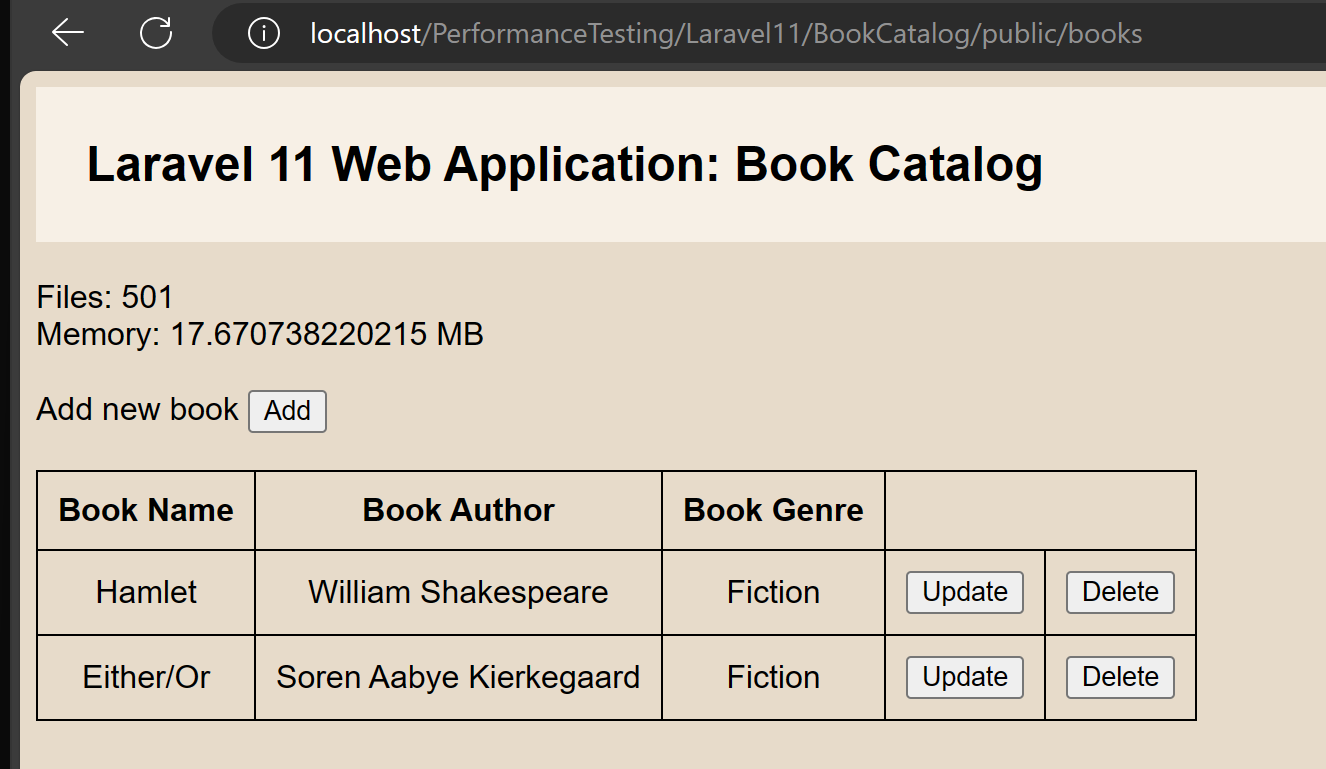 localhost/PerformanceTesting/Laravel11/BookCatalog/public/books
Laravel 11 Web Application: Book Catalog
Files: 501
Memory: 17.670738220215 MB
Add new book Add
Book Name Book Author Book Genre
Hamlet William Shakespeare Fiction Update Delete
Either/Or Soren Aabye Kierkegaard Fiction Update Delete